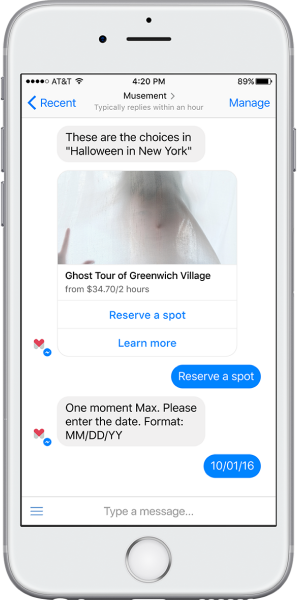 AT&T 4:20 PM 89%
Recent Musement > Manage
Typically replies within an hour
These are the choices in
"Halloween in New York"
Ghost Tour of Greenwich Village
from $34.70/2 hours
Reserve a spot
Learn more
Reserve a spot
One moment Max. Please
enter the date. Format:
MM/DD/YY
10/01/16
Type a message...